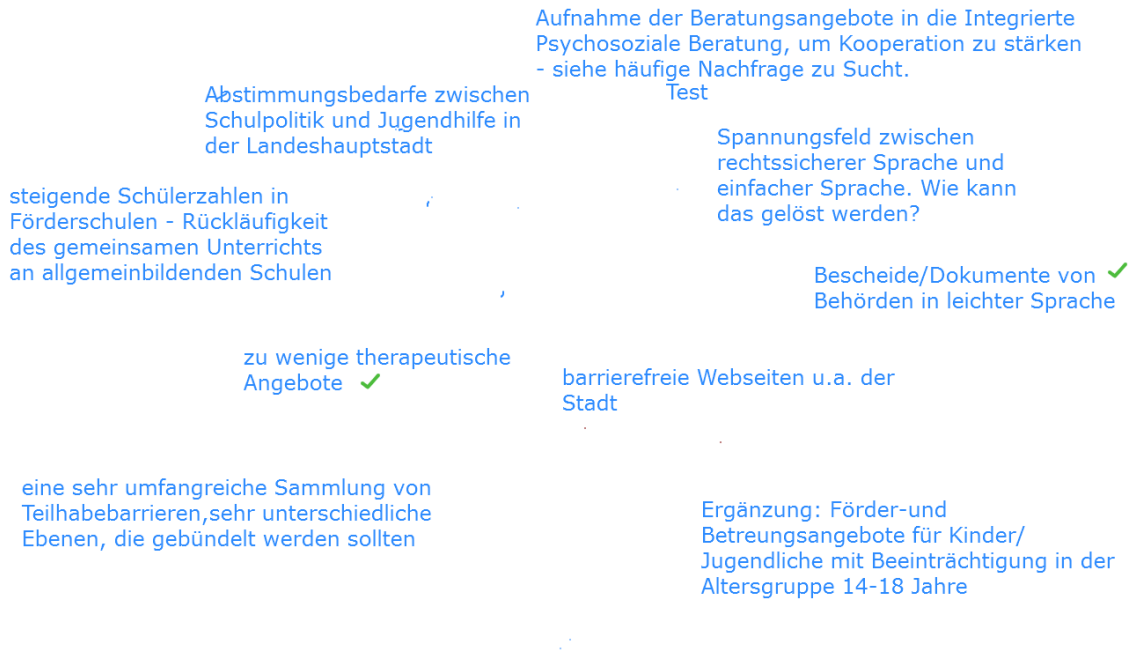 Aufnahme der Beratungsangebote in die Integrierte
Psychosoziale Beratung, um Kooperation zu stärken
- siehe häufige Nachfrage zu Sucht.
Test
Abstimmungsbedarfe zwischen
Schulpolitik und Jugendhilfe in
der Landeshauptstadt
Spannungsfeld zwischen
rechtssicherer Sprache und
einfacher Sprache. Wie kann
das gelöst werden?
steigende Schülerzahlen in
Förderschulen - Rückläufigkeit
des gemeinsamen Unterrichts
an allgemeinbildenden Schulen
Bescheide/Dokumente von
Behörden in leichter Sprache
zu wenige therapeutische
Angebote
barrierefreie Webseiten u.a. der
Stadt
eine sehr umfangreiche Sammlung von
Teilhabebarrieren,sehr unterschiedliche
Ebenen, die gebündelt werden sollten
Ergänzung: Förder-und
Betreungsangebote für Kinder/
Jugendliche mit Beeinträchtigung in der
Altersgruppe 14-18 Jahre